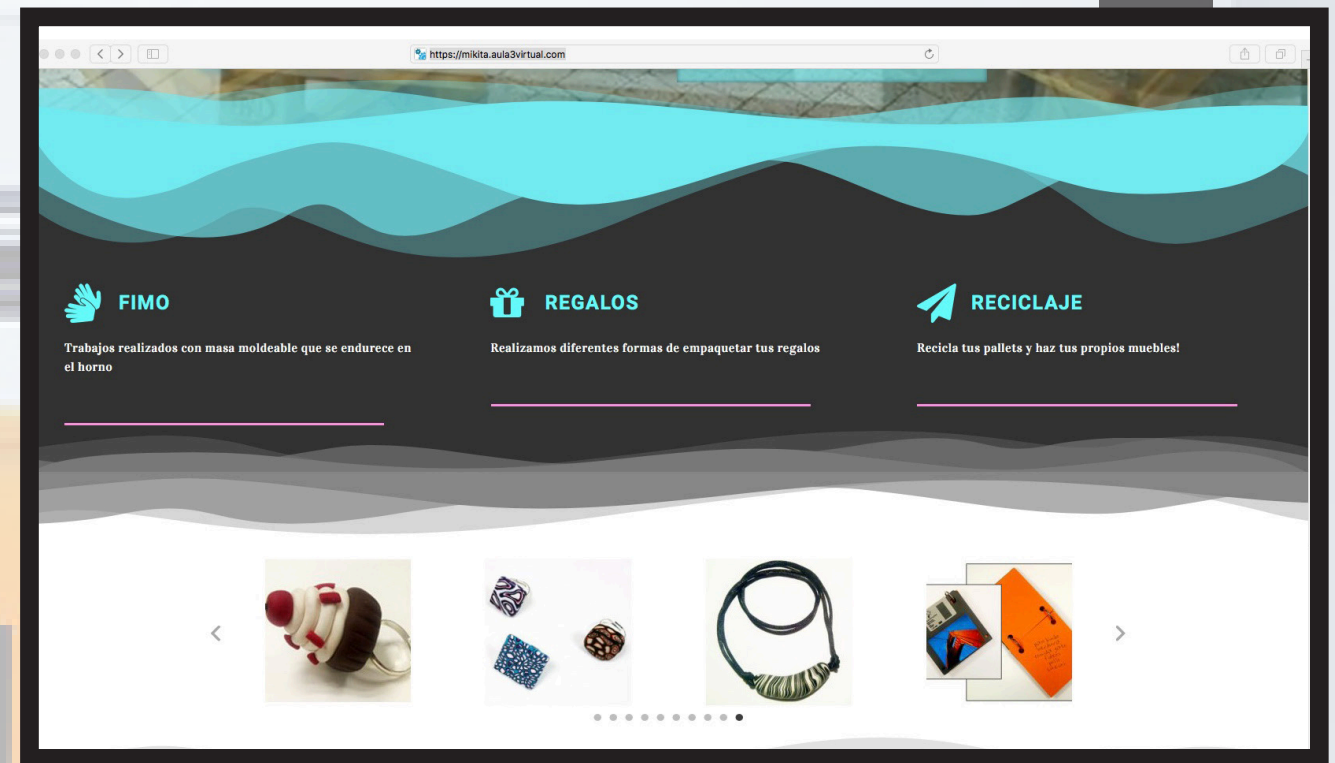 https://mikita.aula3virtual.com
FIMO
Trabajos realizados con masa moldeable que se endurece en
el horno
REGALOS
Realizamos diferentes formas de empaquetar tus regalos
RECICLAJE
Recicla tus pallets y haz tus propios muebles!